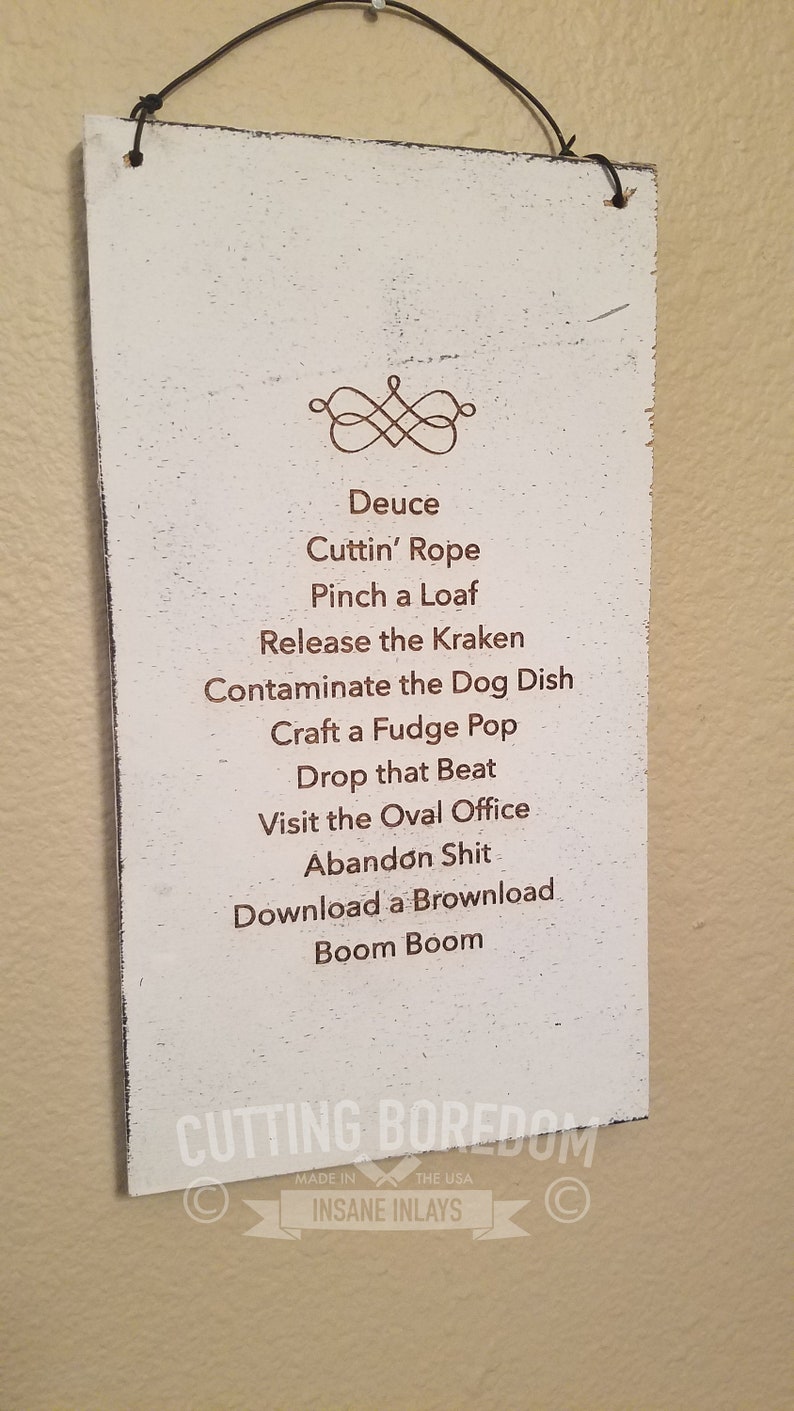 Deuce
Cuttin’ Rope
Pinch a Loaf
Release the Kraken
Contaminate the Dog Dish
Craft a Fudge Pop
Drop that Beat
Visit the Oval Office
Abandon Shit
Download a Brownload
Boom Boom
CUTTING BOREDOM
MADE IN THE USA
© INSANE INLAYS ©